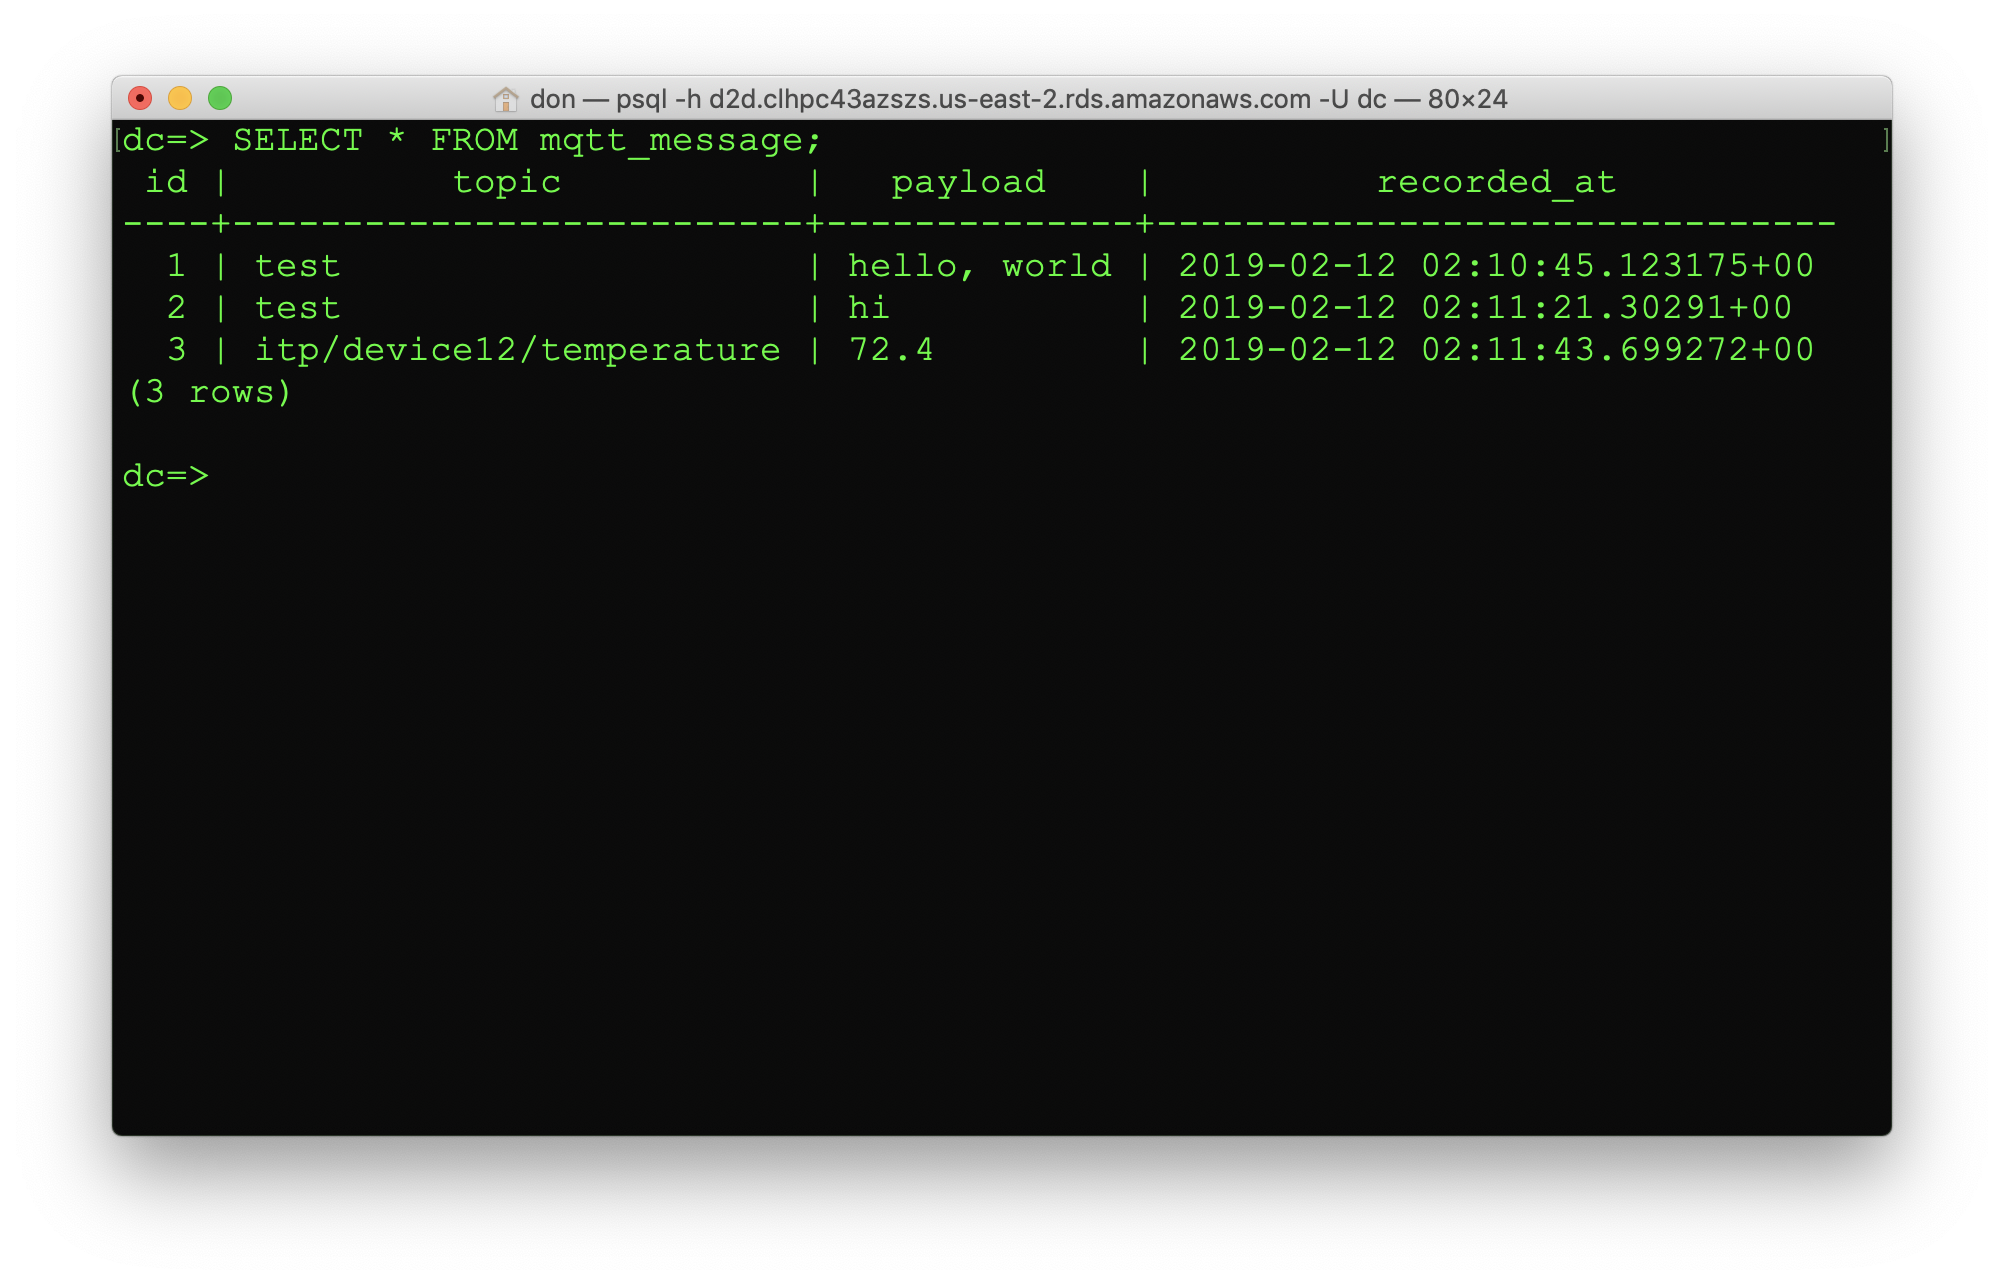 don — psql -h d2d.clhpc43azszs.us-east-2.rds.amazonaws.com -U dc — 80×24
[dc=> SELECT * FROM mqtt_message; ]
 id |          topic           |   payload    |          recorded_at
----+--------------------------+--------------+-------------------------------
  1 | test                     | hello, world | 2019-02-12 02:10:45.123175+00
  2 | test                     | hi           | 2019-02-12 02:11:21.30291+00
  3 | itp/device12/temperature | 72.4         | 2019-02-12 02:11:43.699272+00
(3 rows)
dc=>